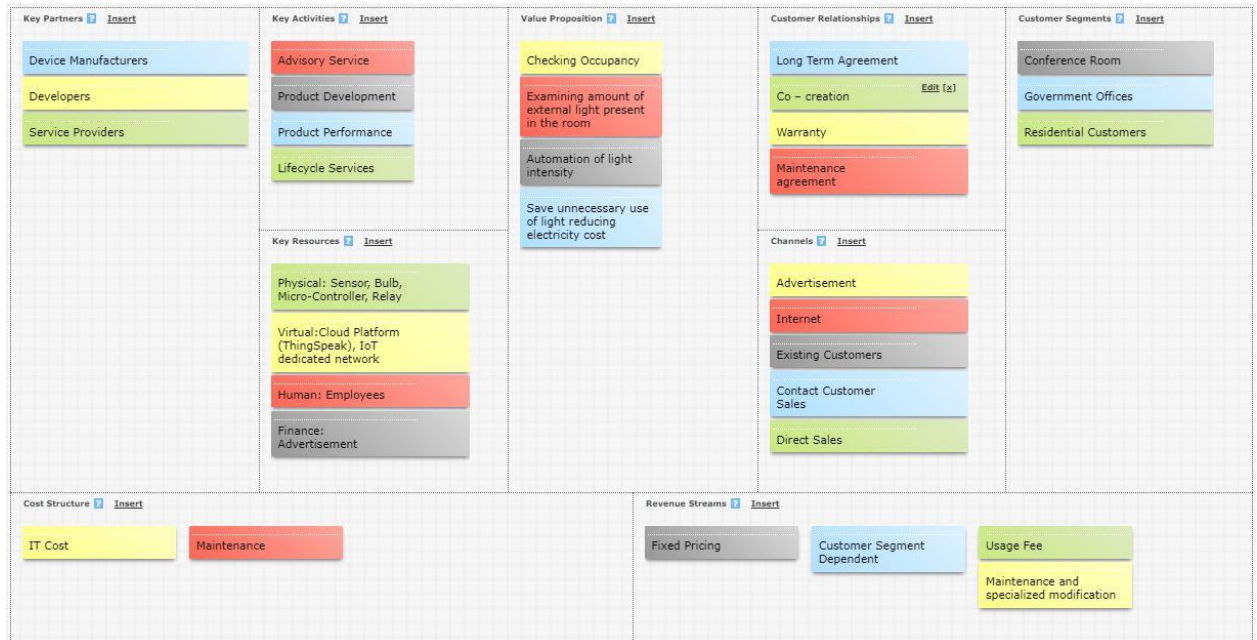 Key Partners ? Insert
Device Manufacturers
Developers
Service Providers
Key Activities ? Insert
Advisory Service
Product Development
Product Performance
Lifecycle Services
Key Resources ? Insert
Physical: Sensor, Bulb,
Micro-Controller, Relay
Virtual:Cloud Platform
(ThingSpeak), IoT
dedicated network
Human: Employees
Finance:
Advertisement
Value Proposition ? Insert
Checking Occupancy
Examining amount of
external light present
in the room
Automation of light
intensity
Save unnecessary use
of light reducing
electricity cost
Customer Relationships ? Insert
Long Term Agreement
Edit [x]
Co – creation
Warranty
Maintenance
agreement
Channels ? Insert
Advertisement
Internet
Existing Customers
Contact Customer
Sales
Direct Sales
Customer Segments ? Insert
Conference Room
Government Offices
Residential Customers
Cost Structure ? Insert
IT Cost
Maintenance
Revenue Streams ? Insert
Fixed Pricing
Customer Segment
Dependent
Usage Fee
Maintenance and
specialized modification